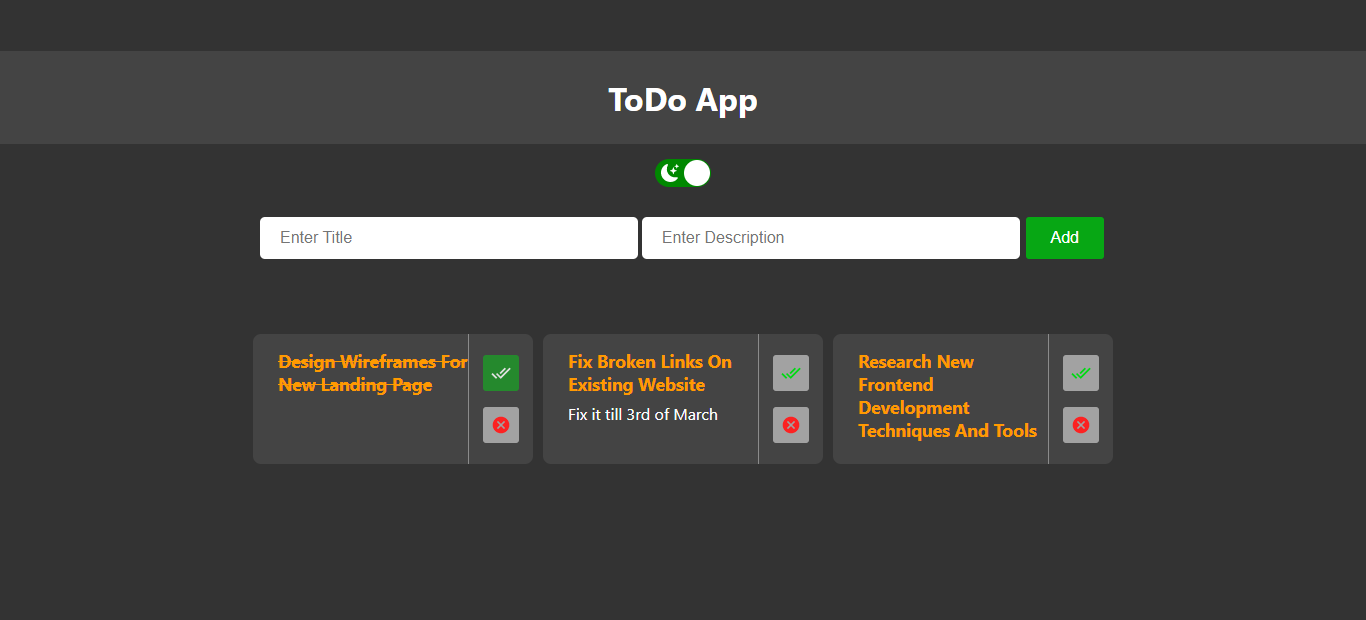 ToDo App
Enter Title
Enter Description
Add
Design Wireframes For
New Landing Page
Fix Broken Links On
Existing Website
Fix it till 3rd of March
Research New
Frontend
Development
Techniques And Tools